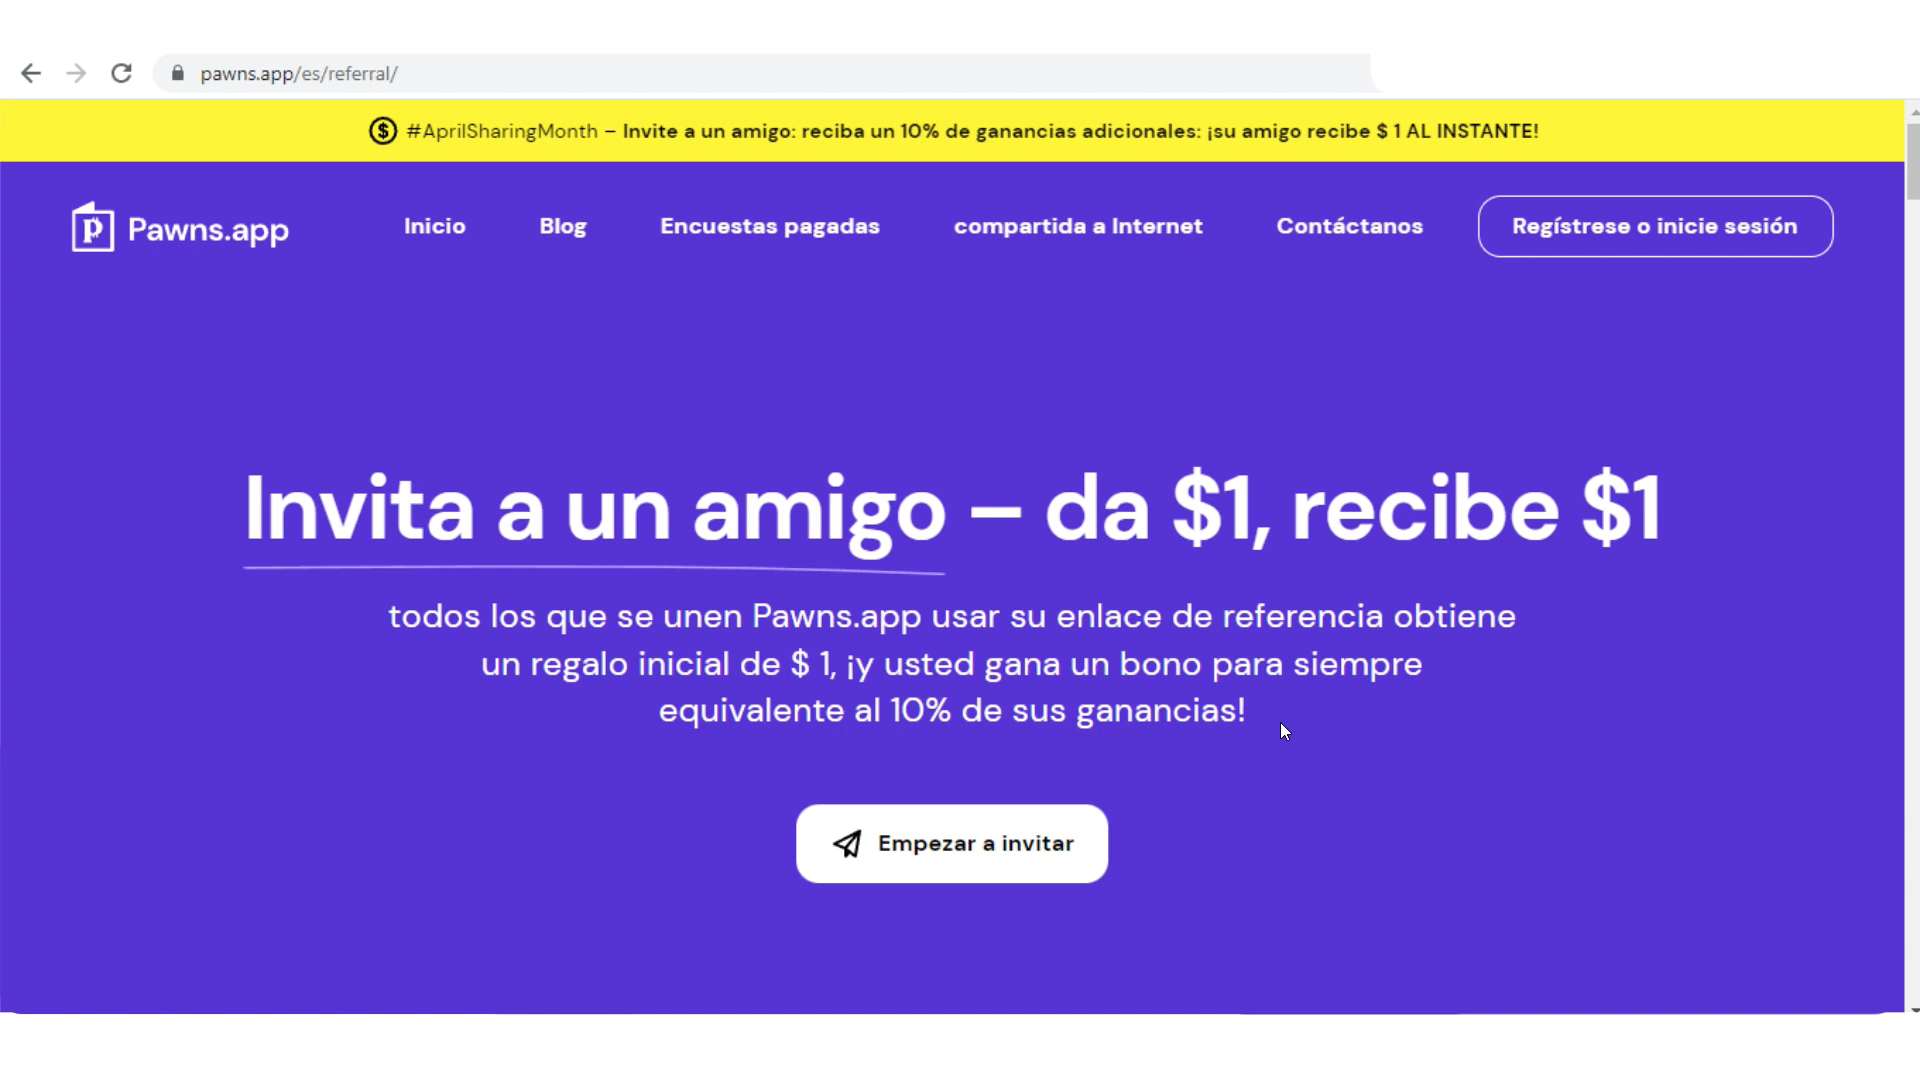 pawns.app/es/referral/
#AprilSharingMonth – Invite a un amigo: reciba un 10% de ganancias adicionales: ¡su amigo recibe $ 1 AL INSTANTE!
Pawns.app Inicio Blog Encuestas pagadas compartida a Internet Contáctanos Regístrese o inicie sesión
Invita a un amigo – da $1, recibe $1
todos los que se unen Pawns.app usar su enlace de referencia obtiene
un regalo inicial de $ 1, ¡y usted gana un bono para siempre
equivalente al 10% de sus ganancias!
Empezar a invitar